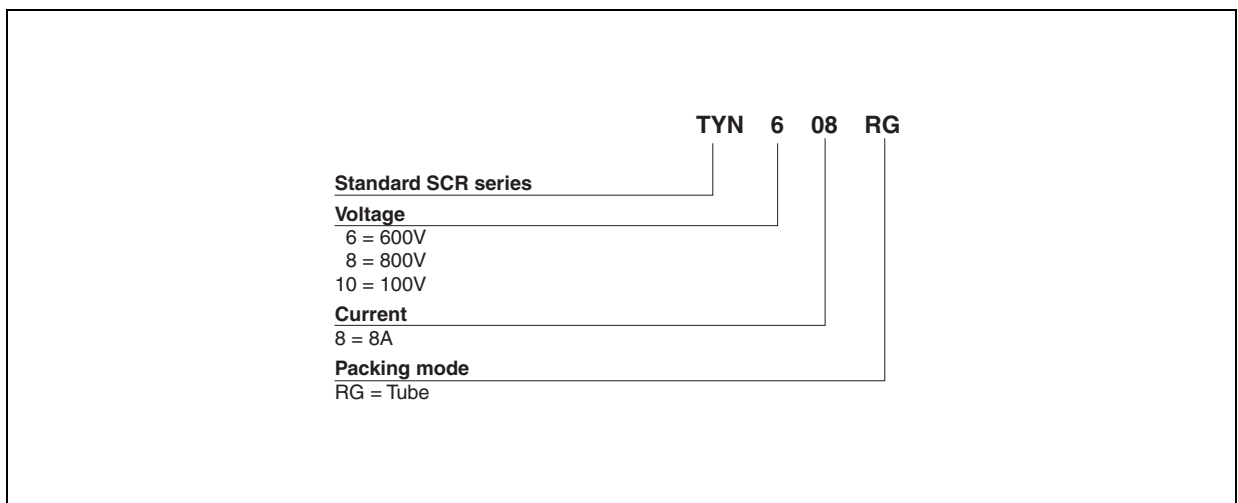 TYN 6 08 RG
Standard SCR series
Voltage
6 = 600V
8 = 800V
10 = 100V
Current
8 = 8A
Packing mode
RG = Tube